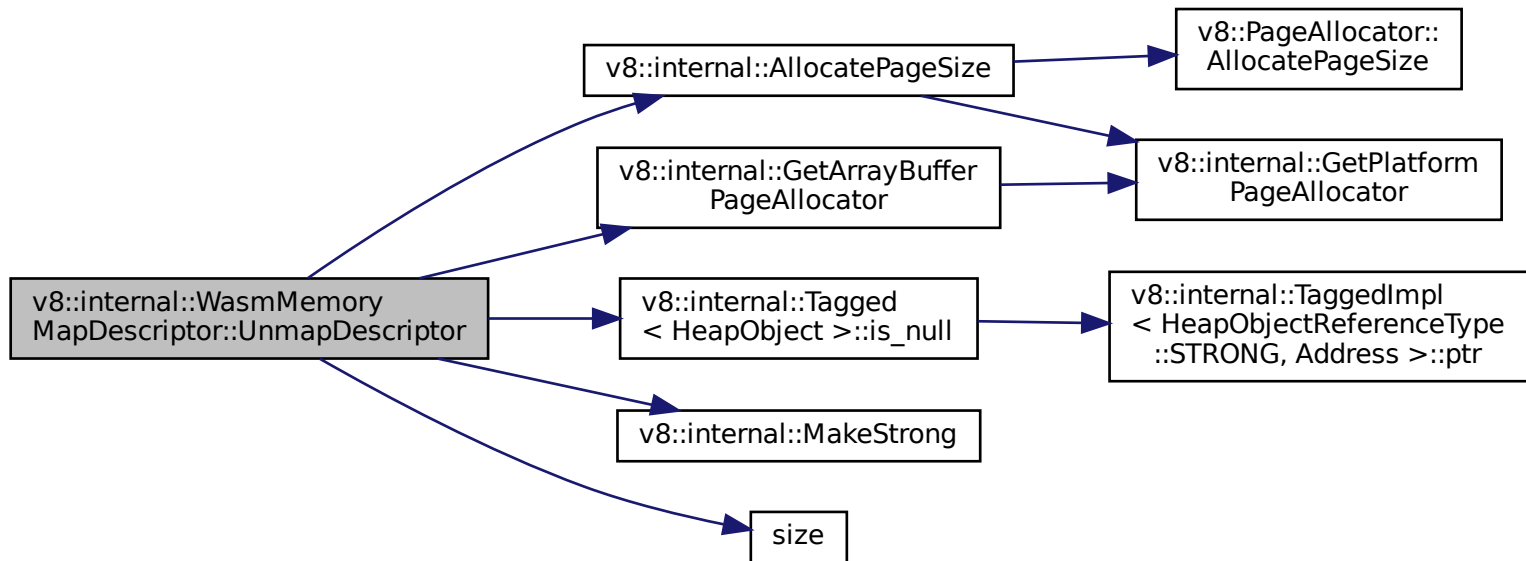 v8::internal::WasmMemory
MapDescriptor::UnmapDescriptor
v8::internal::AllocatePageSize
v8::PageAllocator::
AllocatePageSize
v8::internal::GetPlatform
PageAllocator
v8::internal::GetArrayBuffer
PageAllocator
v8::internal::Tagged
< HeapObject >::is_null
v8::internal::TaggedImpl
< HeapObjectReferenceType
::STRONG, Address >::ptr
v8::internal::MakeStrong
size